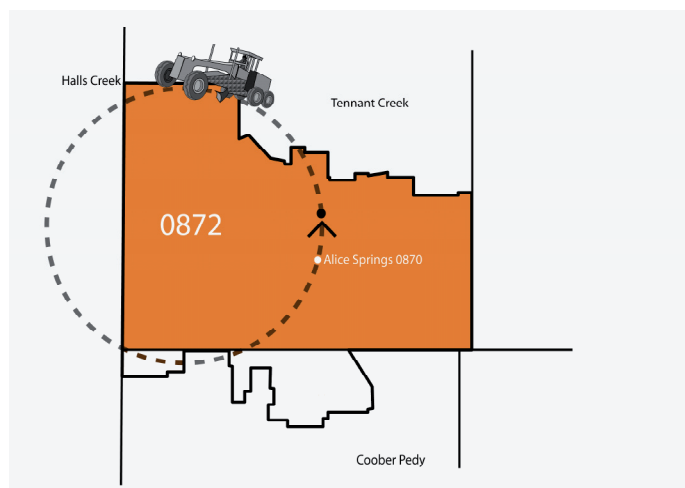 Halls Creek
Tennant Creek
0872
Alice Springs 0870
Coober Pedy